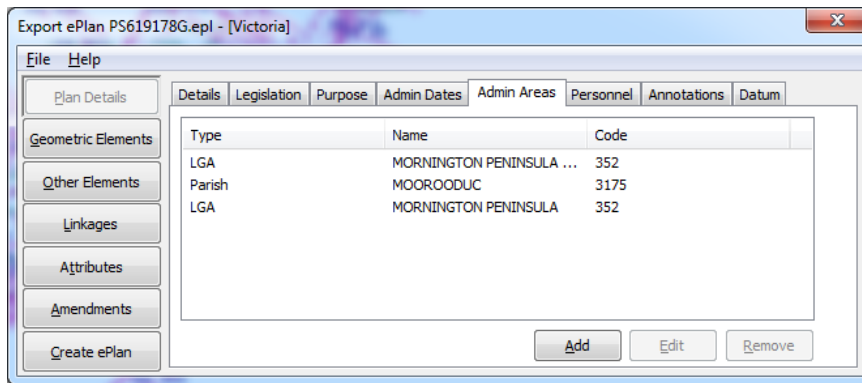 Export ePlan PS619178G.epl - [Victoria]
File Help
Plan Details
Geometric Elements
Other Elements
Linkages
Attributes
Amendments
Create ePlan
Details Legislation Purpose Admin Dates Admin Areas Personnel Annotations Datum
Type Name Code
LGA MORNINGTON PENINSULA ... 352
Parish MOOROODUC 3175
LGA MORNINGTON PENINSULA 352
Add Edit Remove